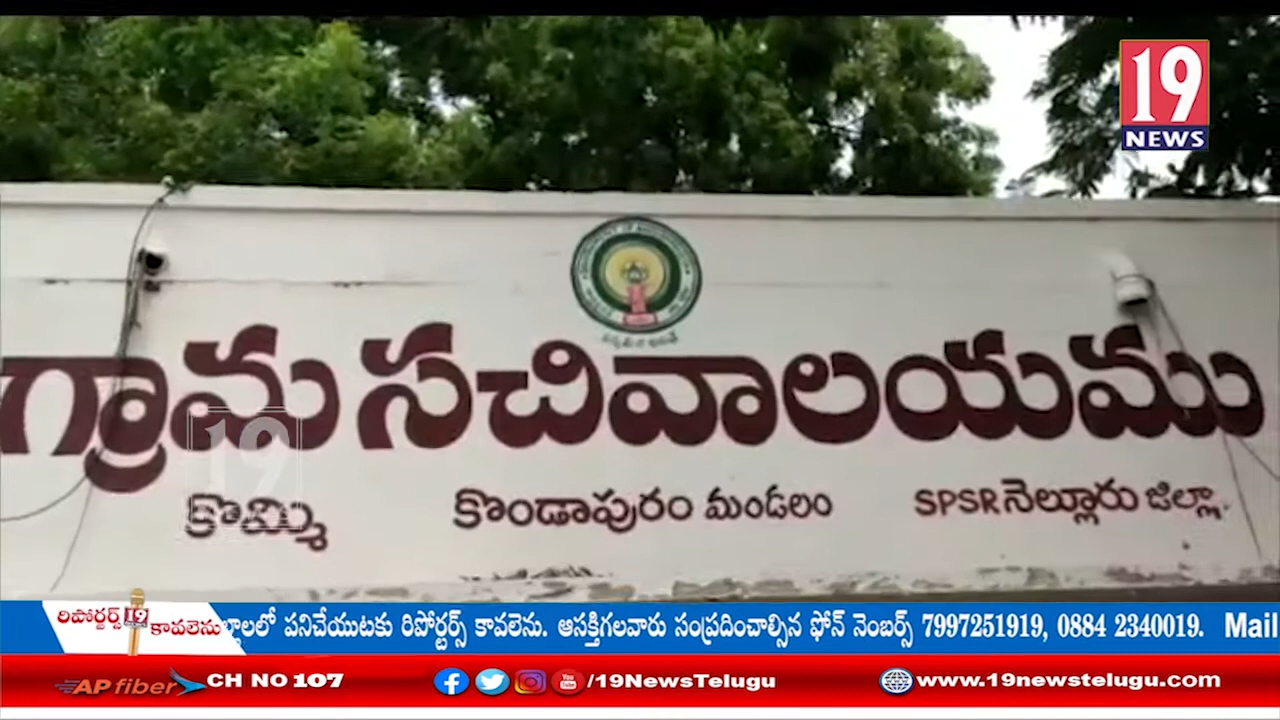 19
NEWS
గ్రామ సచివాలయము
కొమ్మి కొండాపురం మండలం SPSR నెల్లూరు జిల్లా.
రిపోర్టర్స్ కావలెను
ల్లాలలో పనిచేయుటకు రిపోర్టర్స్ కావలెను. ఆసక్తిగలవారు సంప్రదించాల్సిన ఫోన్ నెంబర్స్ 7997251919, 0884 2340019. Mail
AP fiber CH NO 107 /19NewsTelugu www.19newstelugu.com